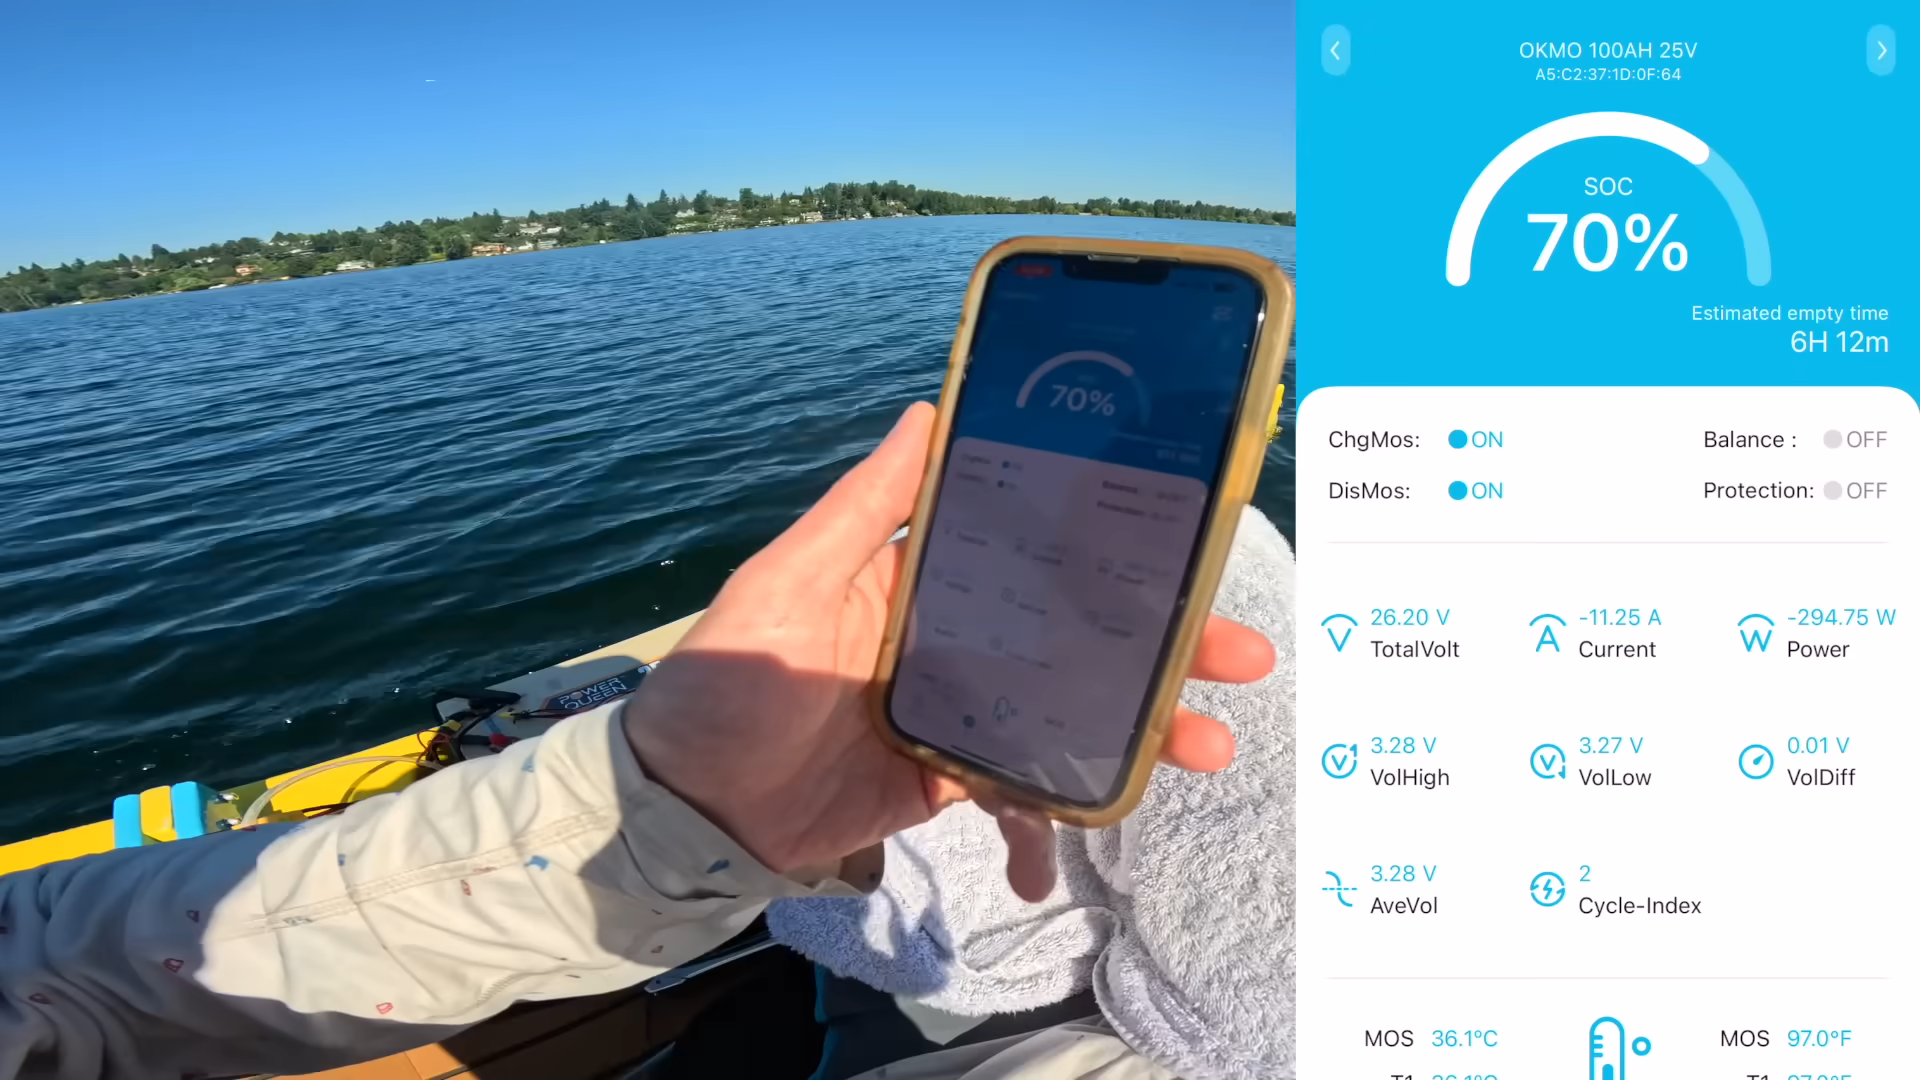 OKMO 100AH 25V
A5:C2:37:1D:0F:64
SOC
70%
Estimated empty time
6H 12m
ChgMos: ON
Balance : OFF
DisMos: ON
Protection: OFF
26.20 V
TotalVolt
-11.25 A
Current
-294.75 W
Power
3.28 V
VolHigh
3.27 V
VolLow
0.01 V
VolDiff
3.28 V
AveVol
2
Cycle-Index
MOS 36.1°C
MOS 97.0°F
70%
POWER
QUEEN